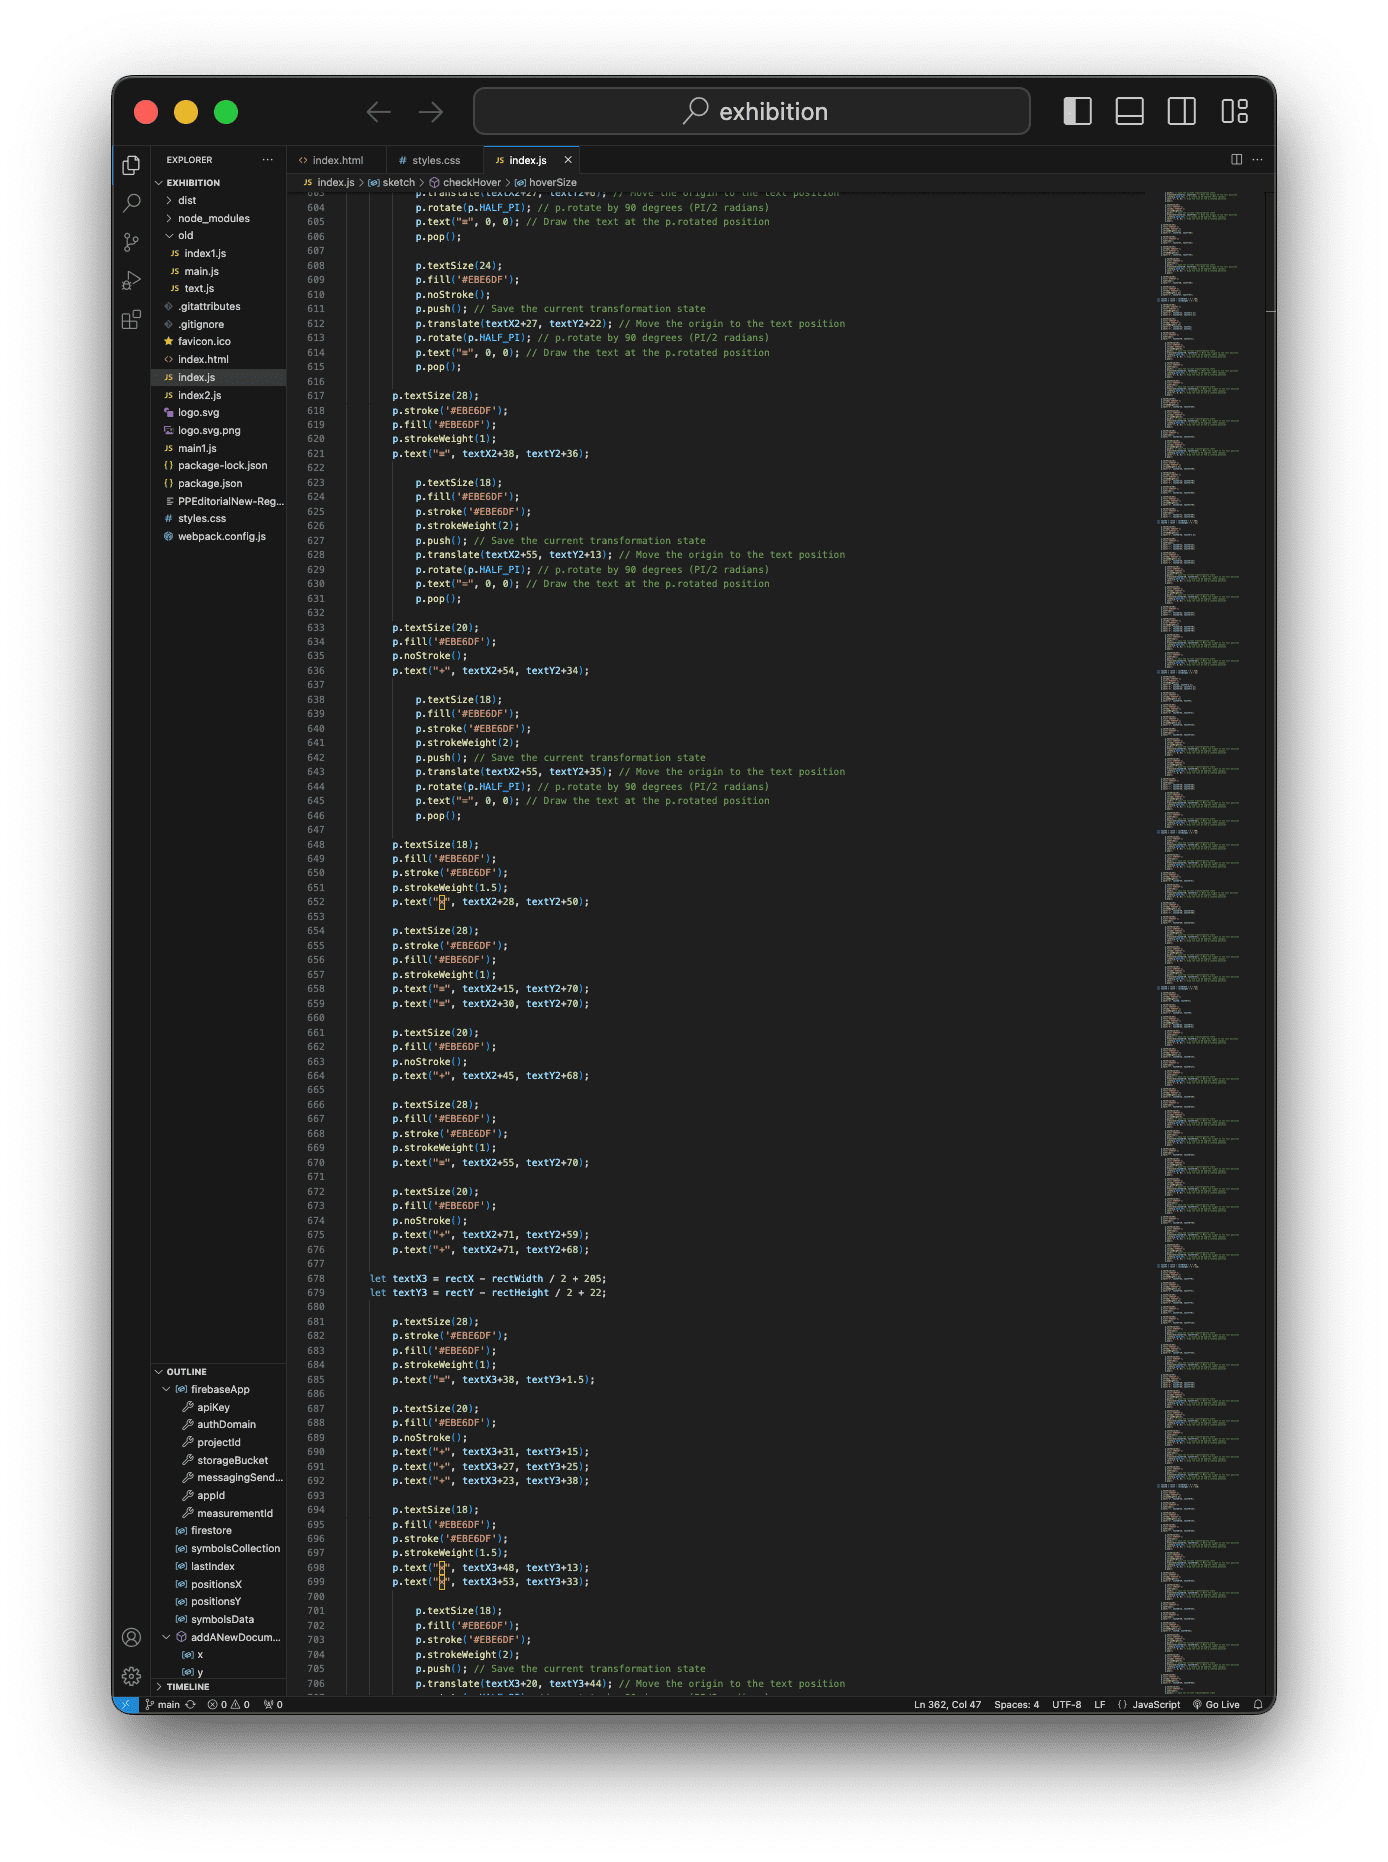 exhibition
EXPLORER
EXHIBITION
dist
node_modules
old
JS index1.js
JS main.js
JS text.js
.gitattributes
.gitignore
favicon.ico
<> index.html
JS index.js
JS index2.js
logo.svg
logo.svg.png
JS main1.js
{} package-lock.json
{} package.json
PPEditorialNew-Reg...
# styles.css
webpack.config.js
OUTLINE
firebaseApp
apiKey
authDomain
projectId
storageBucket
messagingSend...
appId
measurementId
firestore
symbolsCollection
lastIndex
positionsX
positionsY
symbolsData
addANewDocum...
x
y
TIMELINE
<> index.html # styles.css JS index.js
JS index.js > sketch > checkHover > hoverSize
603 p.translate(textX2+27, textY2+6); // Move the origin to the text position
604 p.rotate(p.HALF_PI); // p.rotate by 90 degrees (PI/2 radians)
605 p.text("=", 0, 0); // Draw the text at the p.rotated position
606 p.pop();
607
608 p.textSize(24);
609 p.fill('#EBE6DF');
610 p.noStroke();
611 p.push(); // Save the current transformation state
612 p.translate(textX2+27, textY2+22); // Move the origin to the text position
613 p.rotate(p.HALF_PI); // p.rotate by 90 degrees (PI/2 radians)
614 p.text("=", 0, 0); // Draw the text at the p.rotated position
615 p.pop();
616
617 p.textSize(28);
618 p.stroke('#EBE6DF');
619 p.fill('#EBE6DF');
620 p.strokeWeight(1);
621 p.text("=", textX2+38, textY2+36);
622
623 p.textSize(18);
624 p.fill('#EBE6DF');
625 p.stroke('#EBE6DF');
626 p.strokeWeight(2);
627 p.push(); // Save the current transformation state
628 p.translate(textX2+55, textY2+13); // Move the origin to the text position
629 p.rotate(p.HALF_PI); // p.rotate by 90 degrees (PI/2 radians)
630 p.text("=", 0, 0); // Draw the text at the p.rotated position
631 p.pop();
632
633 p.textSize(20);
634 p.fill('#EBE6DF');
635 p.noStroke();
636 p.text("+", textX2+54, textY2+34);
637
638 p.textSize(18);
639 p.fill('#EBE6DF');
640 p.stroke('#EBE6DF');
641 p.strokeWeight(2);
642 p.push(); // Save the current transformation state
643 p.translate(textX2+55, textY2+35); // Move the origin to the text position
644 p.rotate(p.HALF_PI); // p.rotate by 90 degrees (PI/2 radians)
645 p.text("=", 0, 0); // Draw the text at the p.rotated position
646 p.pop();
647
648 p.textSize(18);
649 p.fill('#EBE6DF');
650 p.stroke('#EBE6DF');
651 p.strokeWeight(1.5);
652 p.text("×", textX2+28, textY2+50);
653
654 p.textSize(28);
655 p.stroke('#EBE6DF');
656 p.fill('#EBE6DF');
657 p.strokeWeight(1);
658 p.text("=", textX2+15, textY2+70);
659 p.text("=", textX2+30, textY2+70);
660
661 p.textSize(20);
662 p.fill('#EBE6DF');
663 p.noStroke();
664 p.text("+", textX2+45, textY2+68);
665
666 p.textSize(28);
667 p.fill('#EBE6DF');
668 p.stroke('#EBE6DF');
669 p.strokeWeight(1);
670 p.text("=", textX2+55, textY2+70);
671
672 p.textSize(20);
673 p.fill('#EBE6DF');
674 p.noStroke();
675 p.text("+", textX2+71, textY2+59);
676 p.text("+", textX2+71, textY2+68);
677
678 let textX3 = rectX - rectWidth / 2 + 205;
679 let textY3 = rectY - rectHeight / 2 + 22;
680
681 p.textSize(28);
682 p.stroke('#EBE6DF');
683 p.fill('#EBE6DF');
684 p.strokeWeight(1);
685 p.text("=", textX3+38, textY3+1.5);
686
687 p.textSize(20);
688 p.fill('#EBE6DF');
689 p.noStroke();
690 p.text("+", textX3+31, textY3+15);
691 p.text("+", textX3+27, textY3+25);
692 p.text("+", textX3+23, textY3+38);
693
694 p.textSize(18);
695 p.fill('#EBE6DF');
696 p.stroke('#EBE6DF');
697 p.strokeWeight(1.5);
698 p.text("×", textX3+48, textY3+13);
699 p.text("×", textX3+53, textY3+33);
700
701 p.textSize(18);
702 p.fill('#EBE6DF');
703 p.stroke('#EBE6DF');
704 p.strokeWeight(2);
705 p.push(); // Save the current transformation state
706 p.translate(textX3+20, textY3+44); // Move the origin to the text position
main 0 0 0 Ln 362, Col 47 Spaces: 4 UTF-8 LF {} JavaScript Go Live